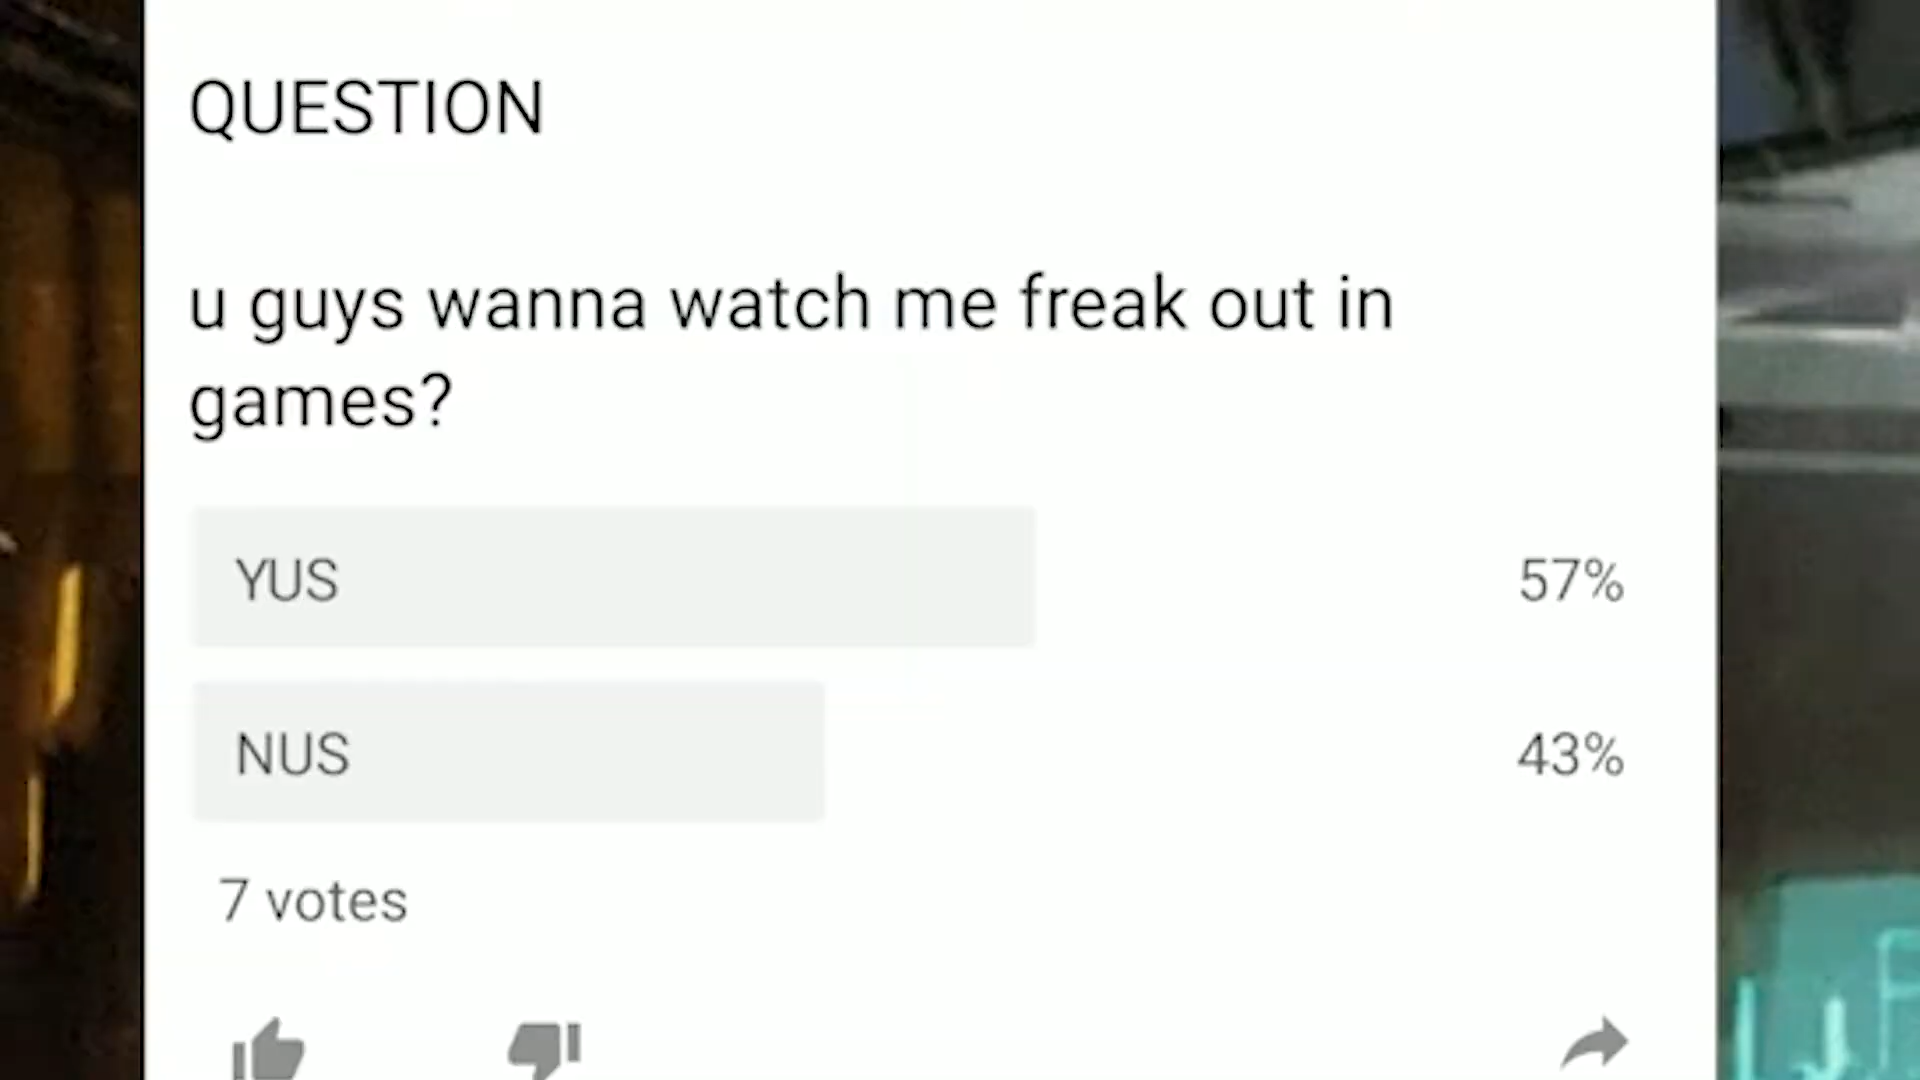 QUESTION
u guys wanna watch me freak out in
games?
YUS 57%
NUS 43%
7 votes